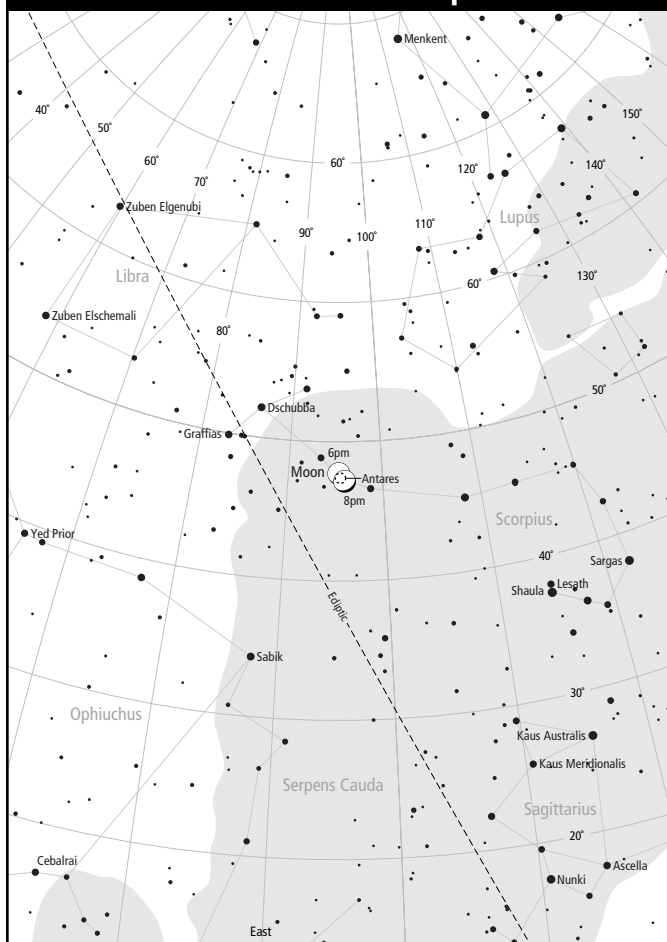 Menkent
40°
150°
50°
60°
60°
140°
120°
70°
Zuben Elgenubi
110°
Lupus
90°
100°
Libra
130°
60°
Zuben Elschemali
80°
50°
Dschubba
Graffias
6pm
Moon
Antares
8pm
Scorpius
Yed Prior
40°
Sargas
Lesath
Shaula
Ediptic
Sabik
30°
Ophiuchus
Kaus Australis
Kaus Meridionalis
Serpens Cauda
Sagittarius
20°
Cebalrai
Ascella
Nunki
East